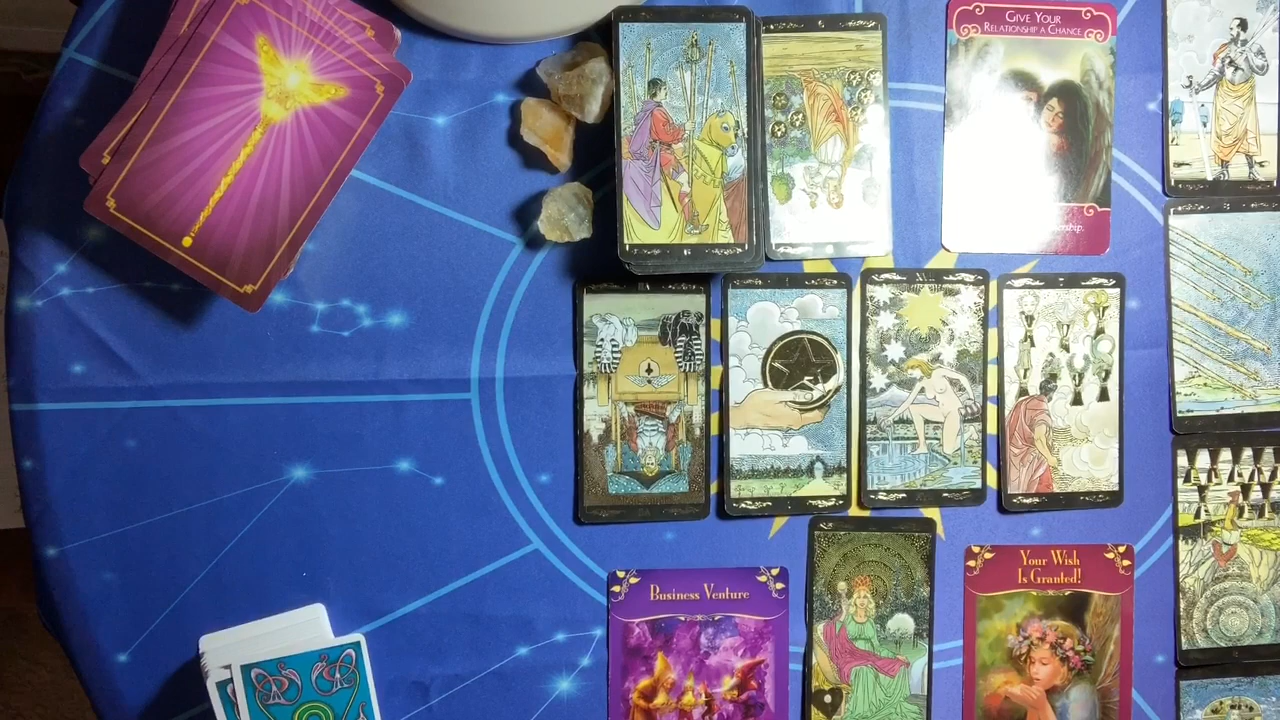 GIVE YOUR
RELATIONSHIP A CHANCE
Business Venture
Your Wish
Is Granted!